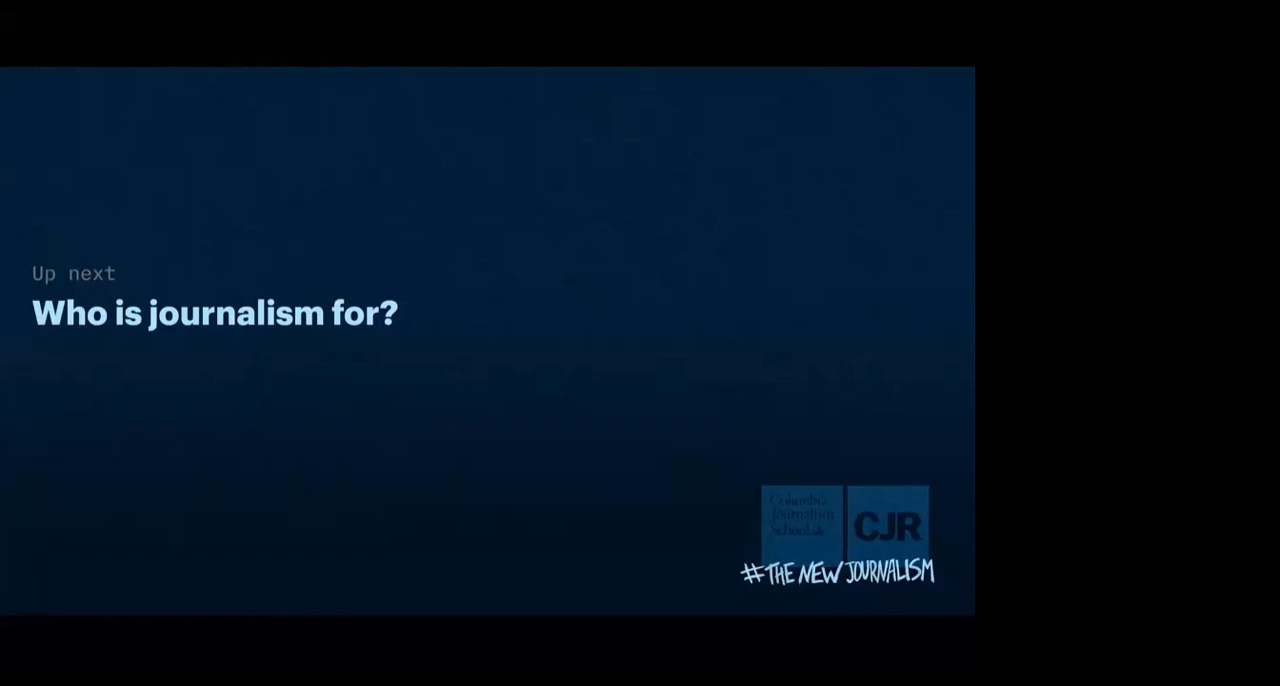 Up next
Who is journalism for?
Columbia
Journalism
School
CJR
#THE NEW JOURNALISM